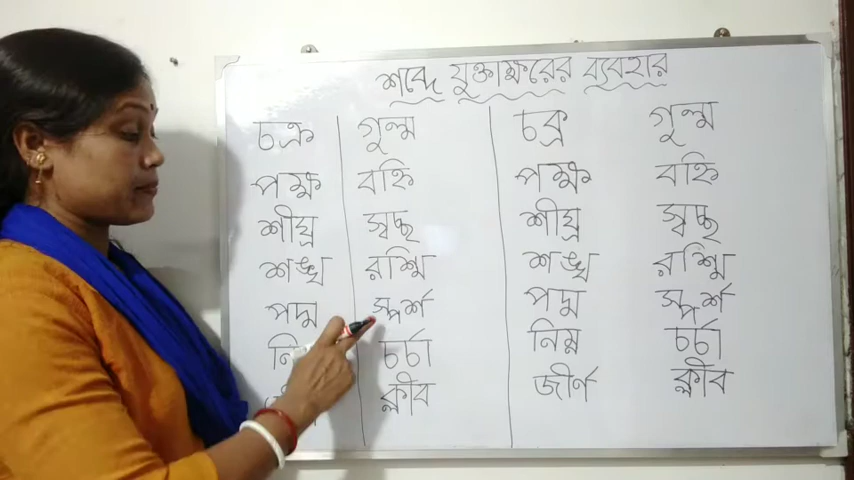 শব্দে যুক্তাক্ষরের ব্যবহার
চক্র গুল্ম চক্র গুল্ম
পক্ষ বহ্নি পক্ষ বহ্নি
শীঘ্র স্বচ্ছ শীঘ্র স্বচ্ছ
শঙ্খ রশ্মি শঙ্খ রশ্মি
পদ্ম স্পর্শ পদ্ম স্পর্শ
চর্চা নিম্ন চর্চা
ক্লীব জীর্ণ ক্লীব